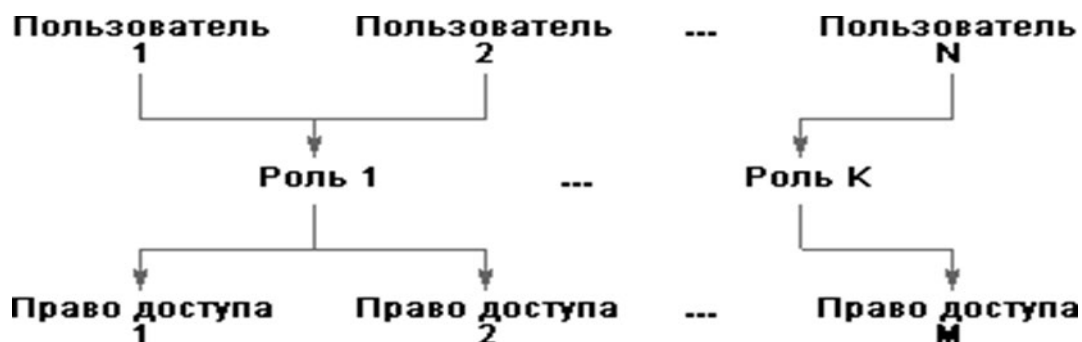 Пользователь 1 Пользователь 2 ... Пользователь N
Роль 1 ... Роль K
Право доступа 1 Право доступа 2 ... Право доступа M